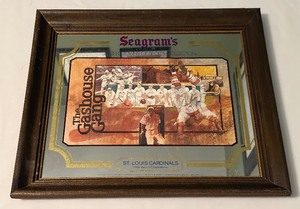 Seagram's
The
Gashouse
Gang
ST. LOUIS CARDINALS